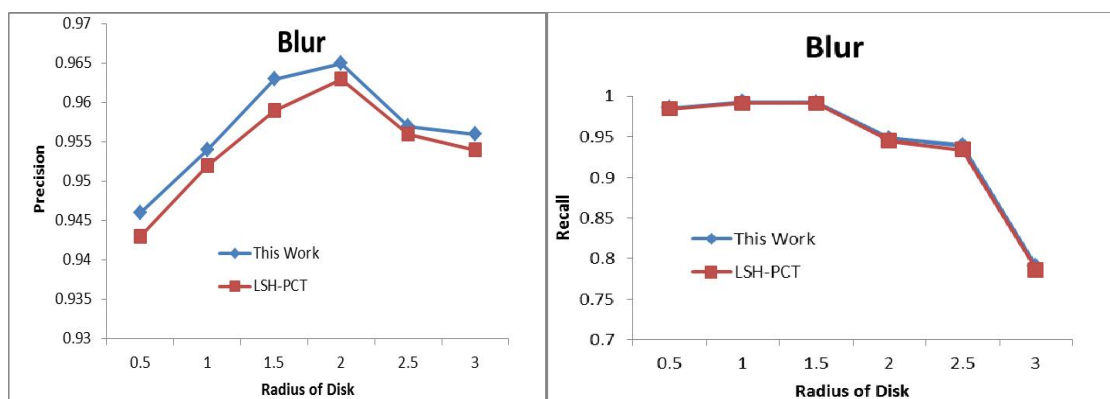 Blur
0.97
0.965
0.96
0.955
0.95
0.945
0.94
0.935
0.93
Precision
This Work
LSH-PCT
0.5 1 1.5 2 2.5 3
Radius of Disk
Blur
1
0.95
0.9
0.85
0.8
0.75
0.7
Recall
This Work
LSH-PCT
0.5 1 1.5 2 2.5 3
Radius of Disk